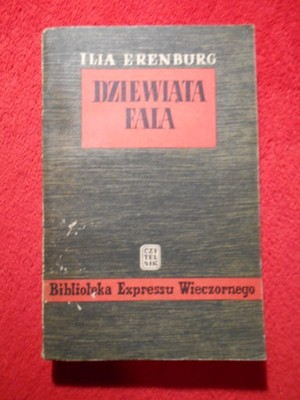 ILIA ERENBURG
DZIEWIĄTA
FALA
CZY
TEL
NIK
Biblioteka Expressu Wieczornego